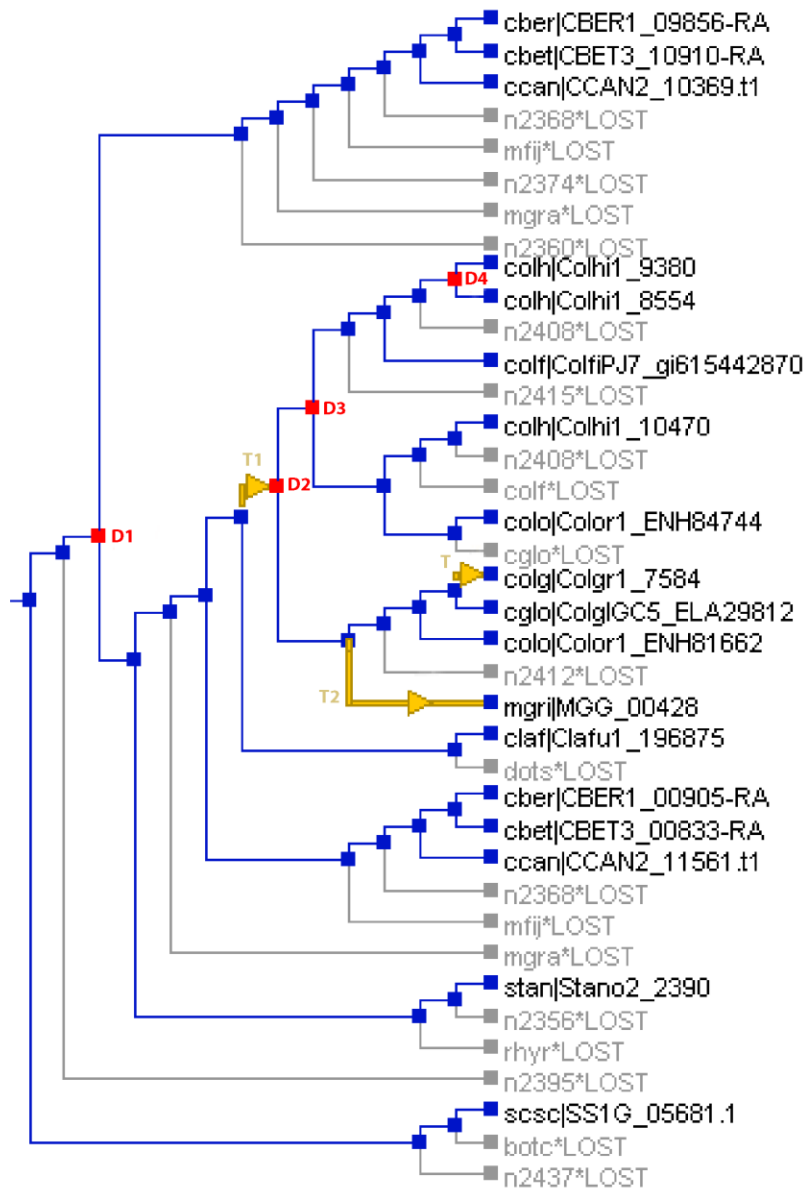 cber|CBER1_09856-RA
cbet|CBET3_10910-RA
ccan|CCAN2_10369.t1
n2368*LOST
mfij*LOST
n2374*LOST
mgra*LOST
n2360*LOST
colh|Colhi1_9380
D4
colh|Colhi1_8554
n2408*LOST
colf|ColfiPJ7_gi615442870
n2415*LOST
D3
colh|Colhi1_10470
n2408*LOST
T1
colf*LOST
D2
colo|Color1_ENH84744
D1
cglo*LOST
T
colg|Colgr1_7584
cglo|ColglGC5_ELA29812
colo|Color1_ENH81662
n2412*LOST
T2
mgri|MGG_00428
claf|Clafu1_196875
dots*LOST
cber|CBER1_00905-RA
cbet|CBET3_00833-RA
ccan|CCAN2_11561.t1
n2368*LOST
mfij*LOST
mgra*LOST
stan|Stano2_2390
n2356*LOST
rhyr*LOST
n2395*LOST
scsc|SS1G_05681.1
botc*LOST
n2437*LOST